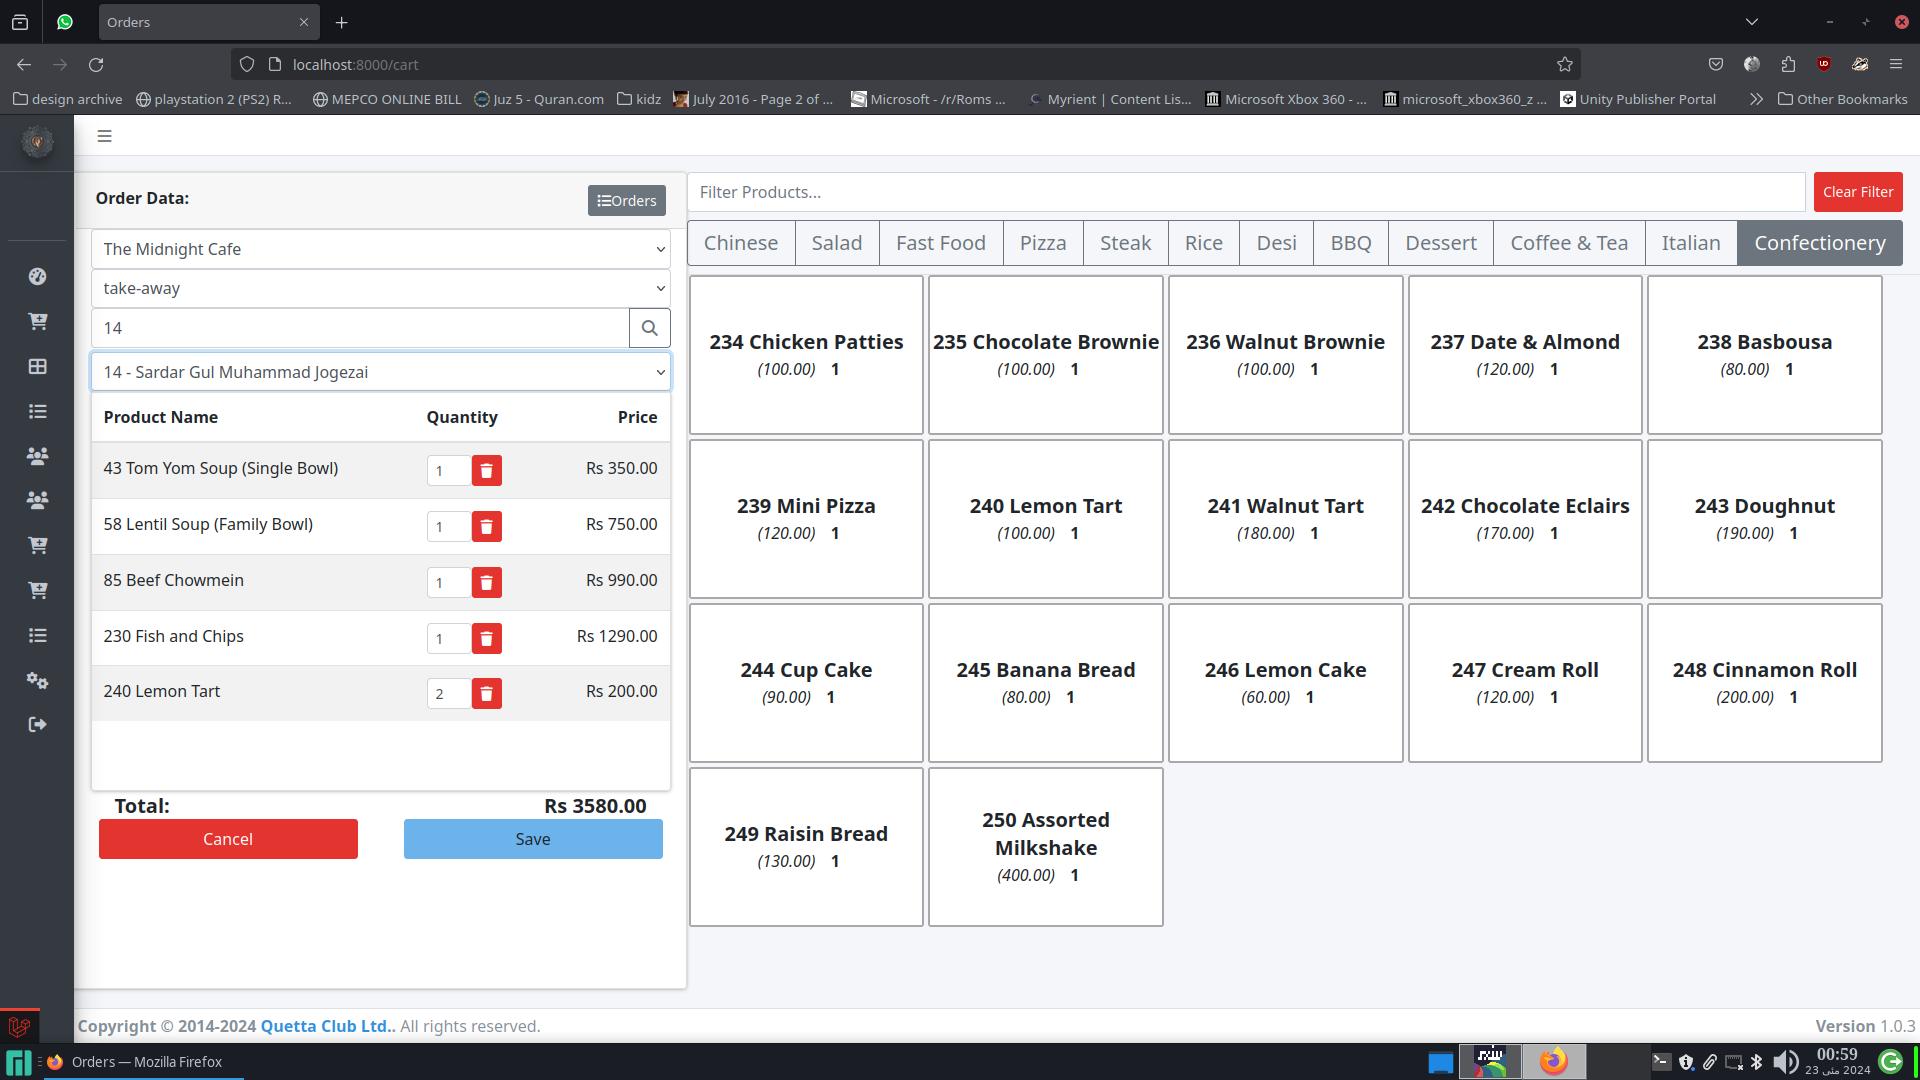 Orders
localhost:8000/cart
design archive
playstation 2 (PS2) R...
MEPCO ONLINE BILL
Juz 5 - Quran.com
kidz
July 2016 - Page 2 of ...
Microsoft - /r/Roms ...
Myrient | Content Lis...
Microsoft Xbox 360 - ...
microsoft_xbox360_z ...
Unity Publisher Portal
Other Bookmarks
Order Data:
Orders
The Midnight Cafe
take-away
14
14 - Sardar Gul Muhammad Jogezai
Product Name Quantity Price
43 Tom Yom Soup (Single Bowl) 1 Rs 350.00
58 Lentil Soup (Family Bowl) 1 Rs 750.00
85 Beef Chowmein 1 Rs 990.00
230 Fish and Chips 1 Rs 1290.00
240 Lemon Tart 2 Rs 200.00
Total: Rs 3580.00
Cancel Save
Filter Products...
Clear Filter
Chinese Salad Fast Food Pizza Steak Rice Desi BBQ Dessert Coffee & Tea Italian Confectionery
234 Chicken Patties
(100.00) 1
235 Chocolate Brownie
(100.00) 1
236 Walnut Brownie
(100.00) 1
237 Date & Almond
(120.00) 1
238 Basbousa
(80.00) 1
239 Mini Pizza
(120.00) 1
240 Lemon Tart
(100.00) 1
241 Walnut Tart
(180.00) 1
242 Chocolate Eclairs
(170.00) 1
243 Doughnut
(190.00) 1
244 Cup Cake
(90.00) 1
245 Banana Bread
(80.00) 1
246 Lemon Cake
(60.00) 1
247 Cream Roll
(120.00) 1
248 Cinnamon Roll
(200.00) 1
249 Raisin Bread
(130.00) 1
250 Assorted
Milkshake
(400.00) 1
Copyright © 2014-2024 Quetta Club Ltd.. All rights reserved.
Version 1.0.3
Orders — Mozilla Firefox
00:59
23 مئی 2024